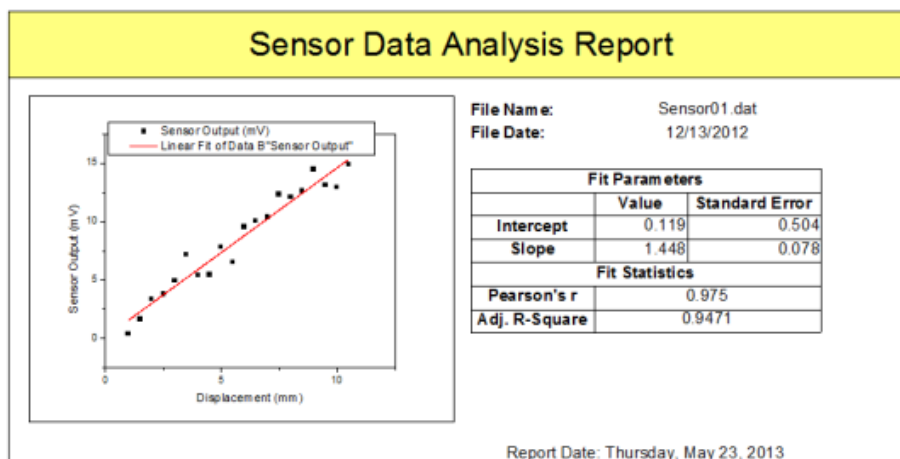 Sensor Data Analysis Report
Sensor Output (mV)
Linear Fit of Data B"Sensor Output"
15
10
5
0
0
5
10
Sensor Output (mV)
Displacement (mm)
File Name: Sensor01.dat
File Date: 12/13/2012
Fit Parameters
Value Standard Error
Intercept 0.119 0.504
Slope 1.448 0.078
Fit Statistics
Pearson's r 0.975
Adj. R-Square 0.9471
Report Date: Thursday, May 23, 2013